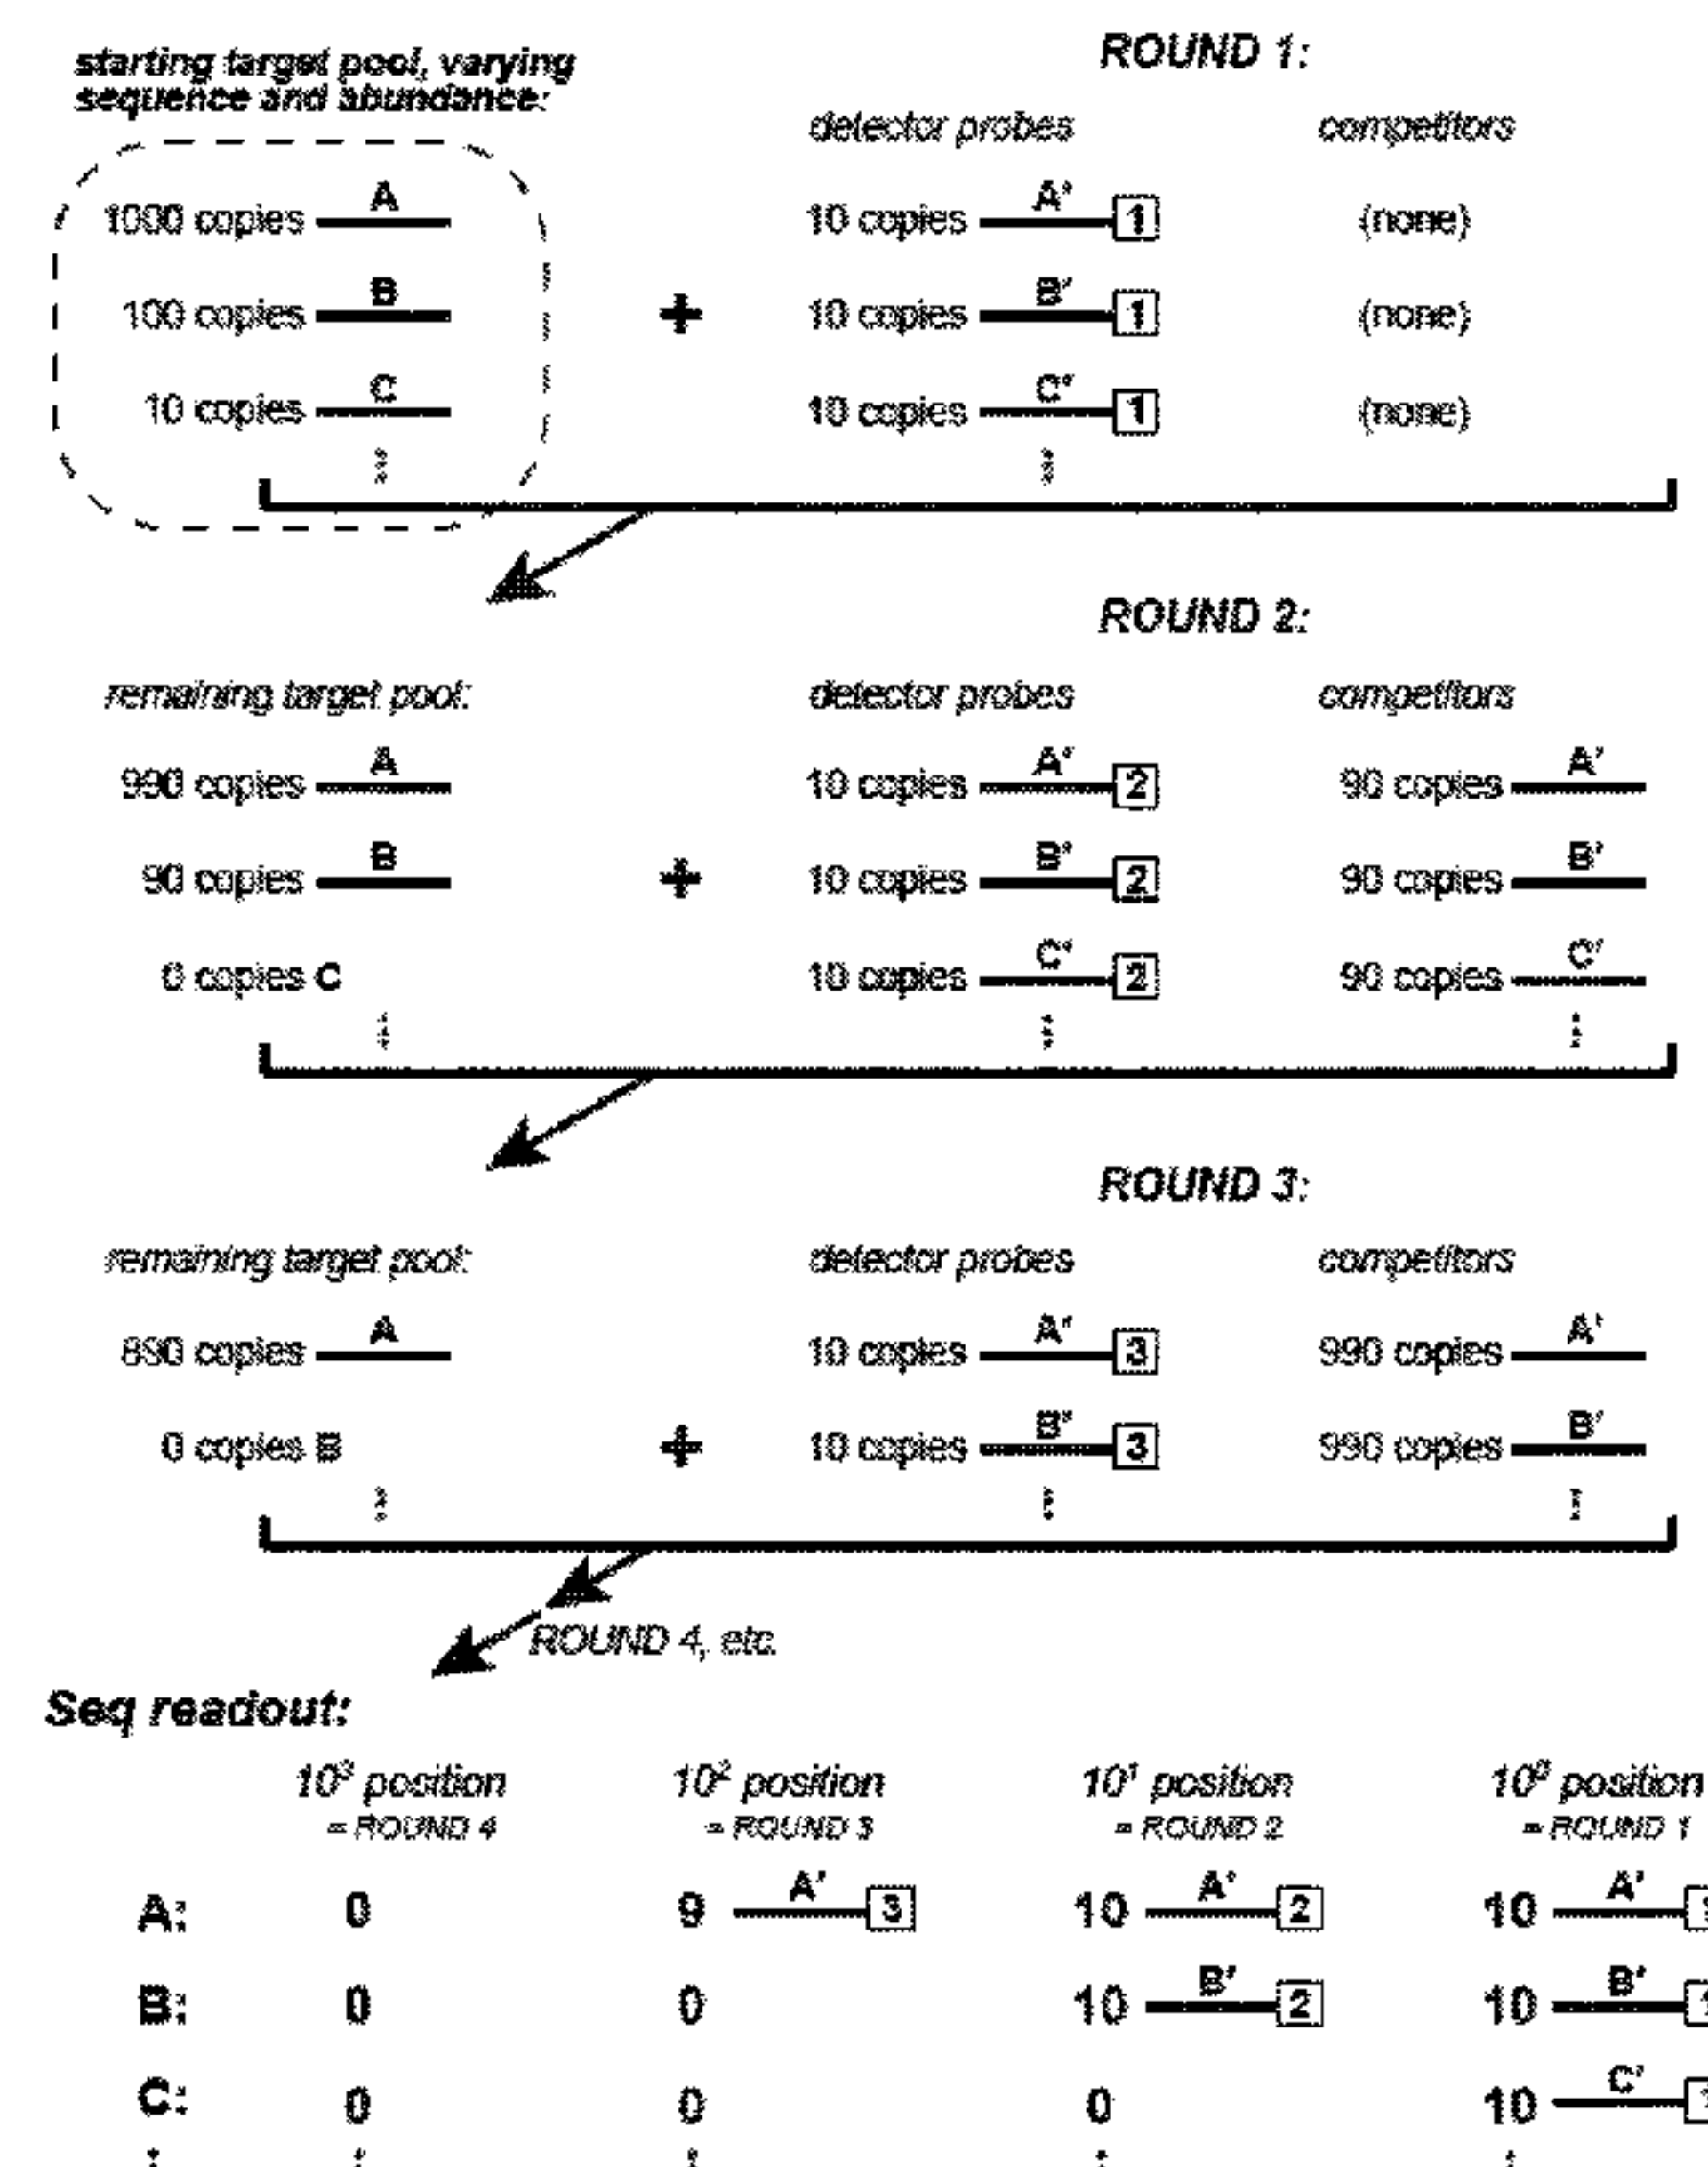 starting target pool, varying
sequence and abundance:
ROUND 1:
detector probes
competitors
1000 copies A
10 copies A' 1
(none)
100 copies B
+
10 copies B' 1
(none)
10 copies C
10 copies C' 1
(none)
ROUND 2:
remaining target pool:
detector probes
competitors
990 copies A
10 copies A' 2
90 copies A'
90 copies B
+
10 copies B' 2
90 copies B'
0 copies C
10 copies C' 2
90 copies C'
ROUND 3:
remaining target pool:
detector probes
competitors
890 copies A
10 copies A' 3
990 copies A'
0 copies B
+
10 copies B' 3
990 copies B'
ROUND 4, etc.
Seq readout:
10³ position
10² position
10¹ position
10⁰ position
= ROUND 4
= ROUND 3
= ROUND 2
= ROUND 1
A: 0 9 A' 3 10 A' 2 10 A'
B: 0 0 10 B' 2 10 B'
C: 0 0 0 10 C'